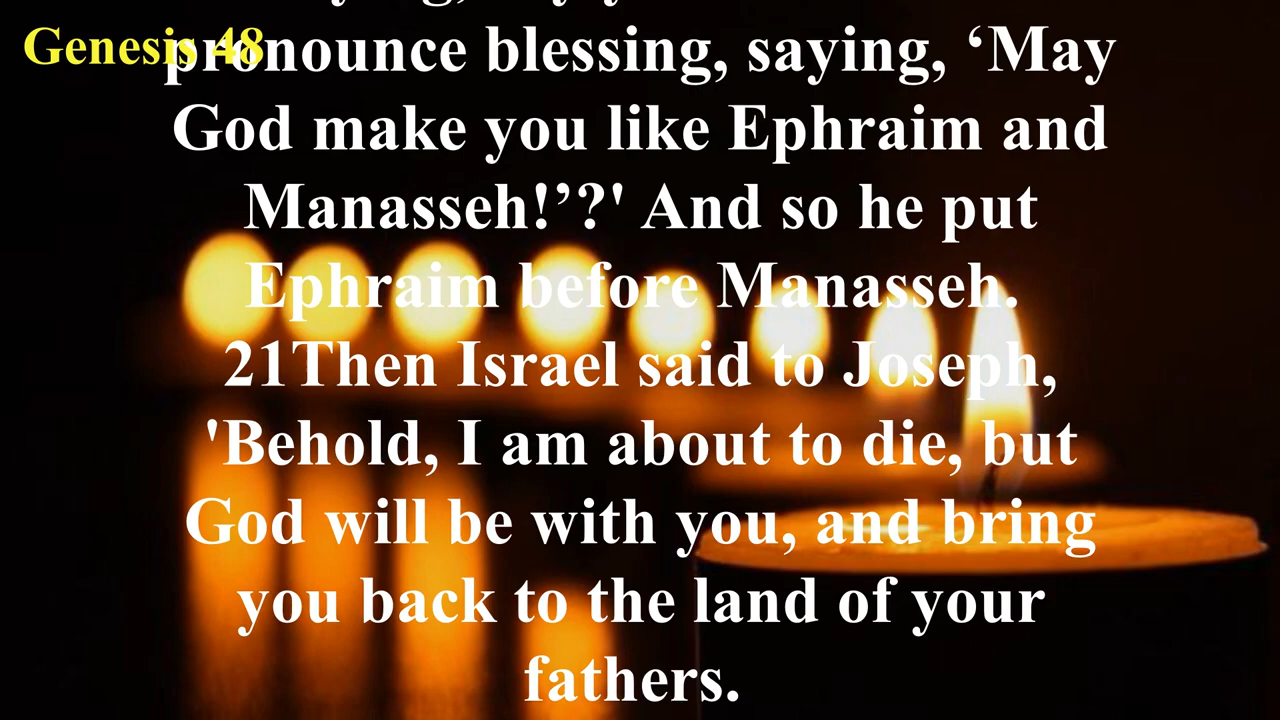 Genesis 48
pronounce blessing, saying, ‘May
God make you like Ephraim and
Manasseh!’?' And so he put
Ephraim before Manasseh.
21Then Israel said to Joseph,
'Behold, I am about to die, but
God will be with you, and bring
you back to the land of your
fathers.